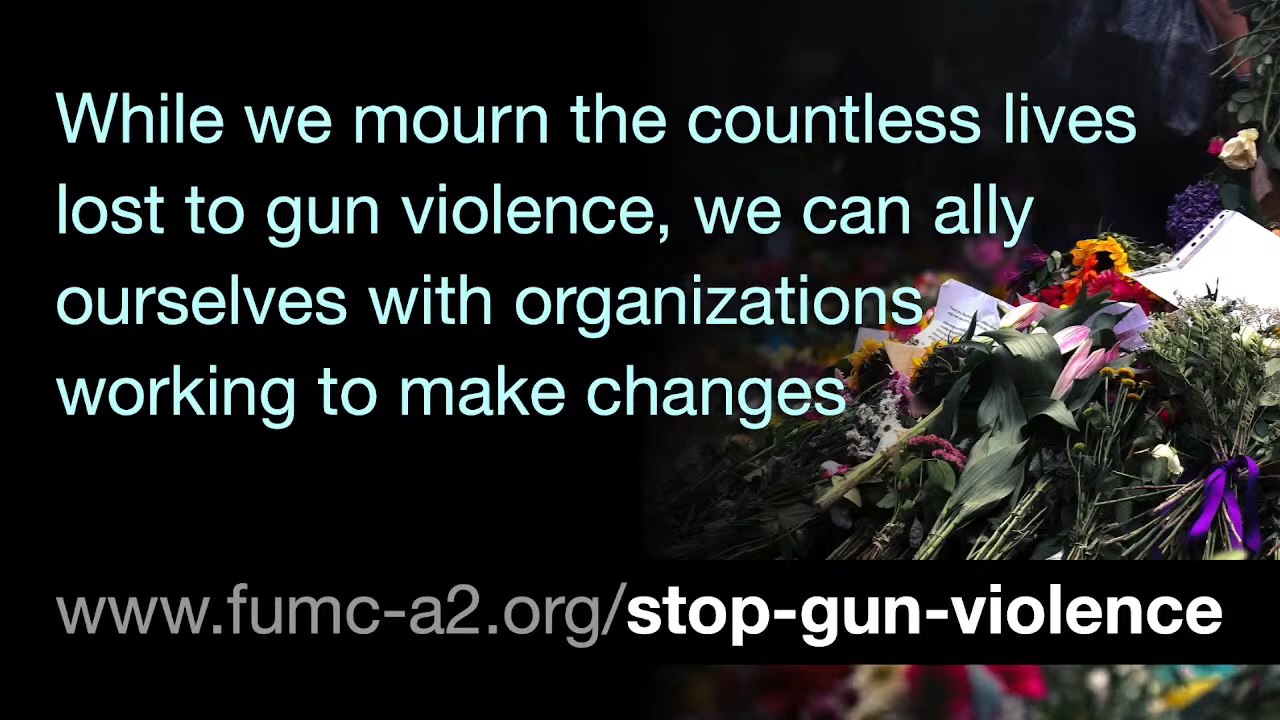 While we mourn the countless lives
lost to gun violence, we can ally
ourselves with organizations
working to make changes
www.fumc-a2.org/stop-gun-violence